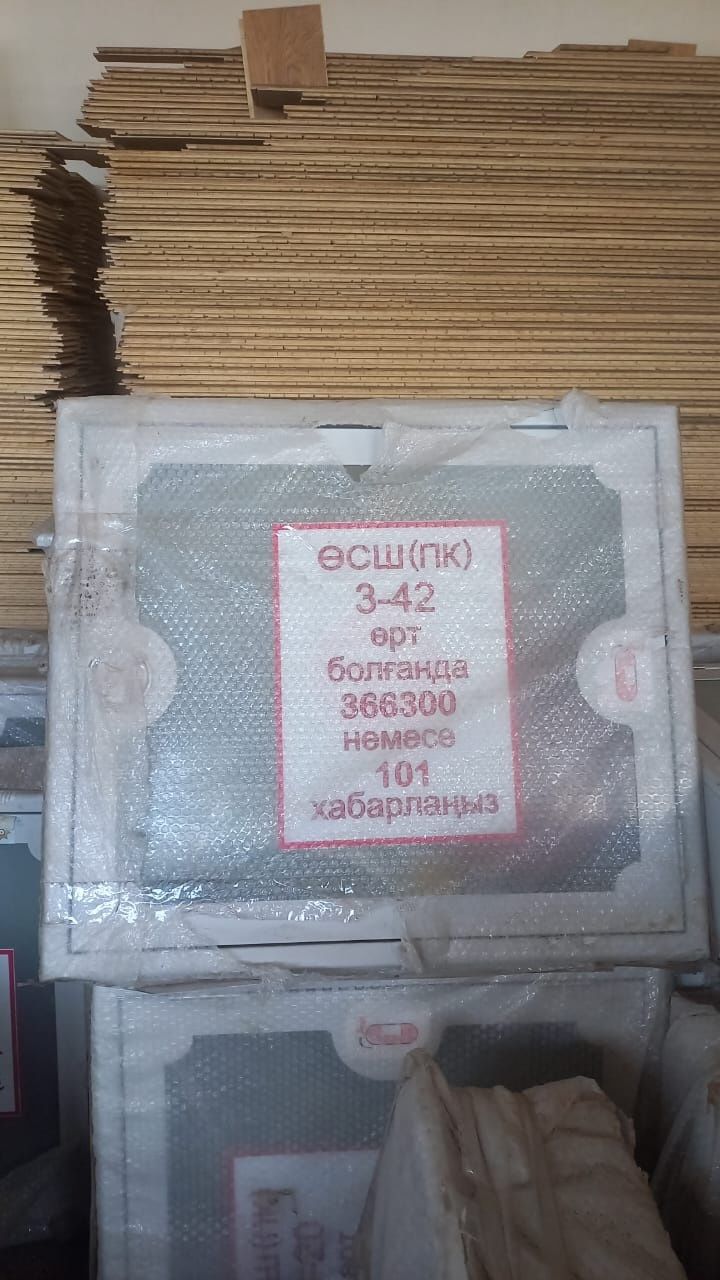 ӨСШ(ПК)
3-42
өрт
болғанда
366300
немесе
101
хабарлаңыз